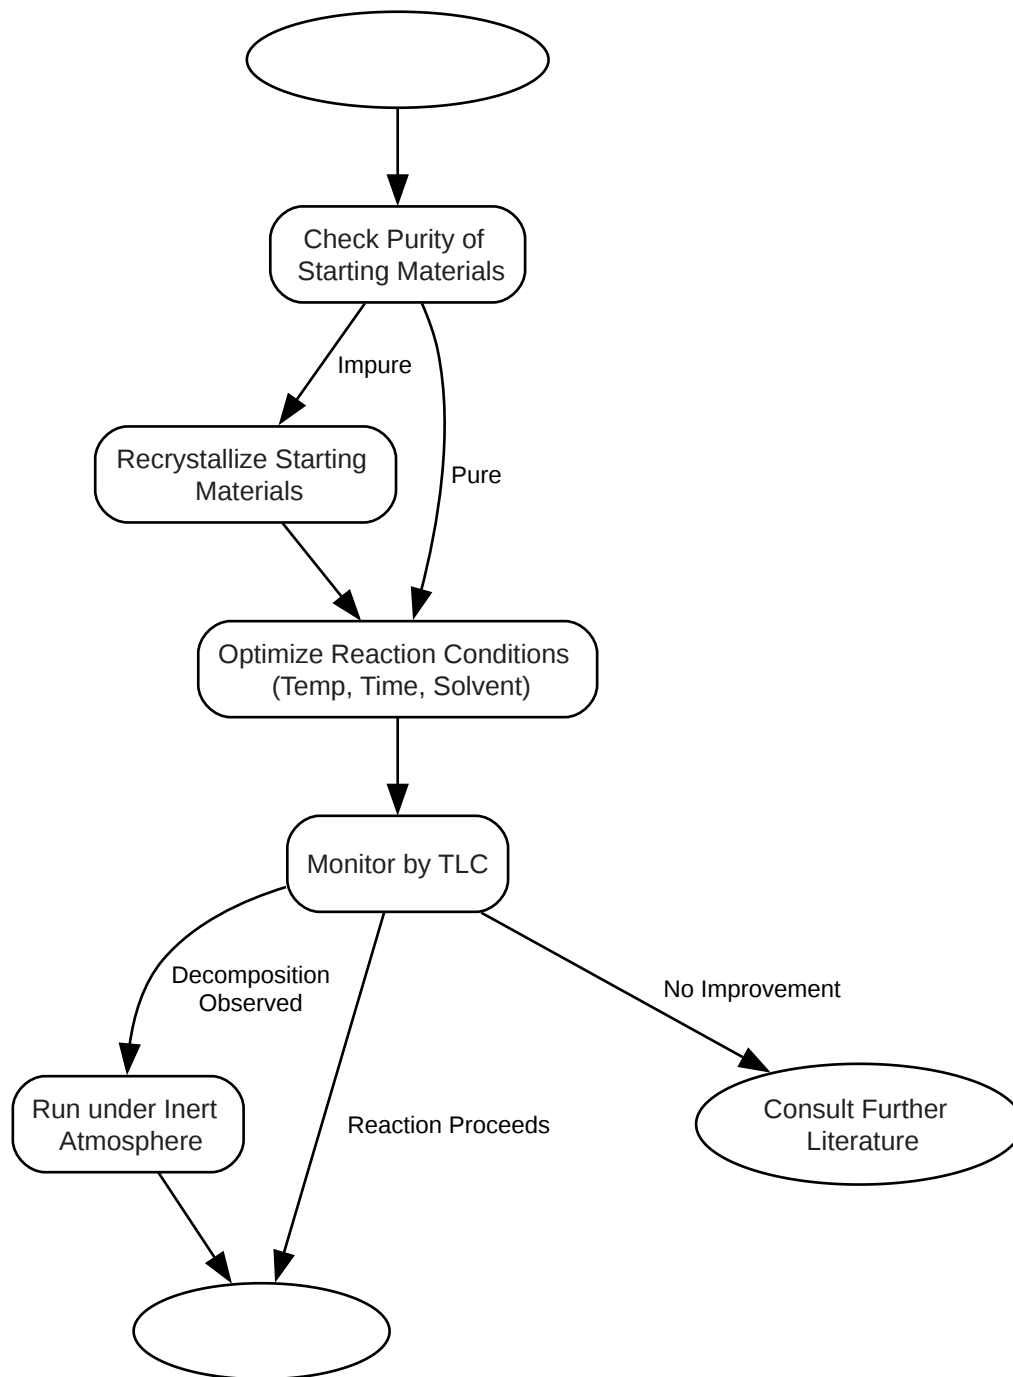 Check Purity of
Starting Materials
Impure
Recrystallize Starting
Materials
Pure
Optimize Reaction Conditions
(Temp, Time, Solvent)
Monitor by TLC
Decomposition
Observed
No Improvement
Run under Inert
Atmosphere
Reaction Proceeds
Consult Further
Literature